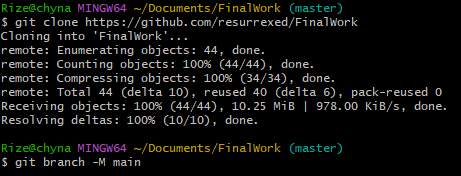 Rize@chyna MINGW64 ~/Documents/FinalWork (master)
$ git clone https://github.com/resurrexed/FinalWork
Cloning into 'FinalWork'...
remote: Enumerating objects: 44, done.
remote: Counting objects: 100% (44/44), done.
remote: Compressing objects: 100% (34/34), done.
remote: Total 44 (delta 10), reused 40 (delta 6), pack-reused 0
Receiving objects: 100% (44/44), 10.25 MiB | 978.00 KiB/s, done.
Resolving deltas: 100% (10/10), done.

Rize@chyna MINGW64 ~/Documents/FinalWork (master)
$ git branch -M main